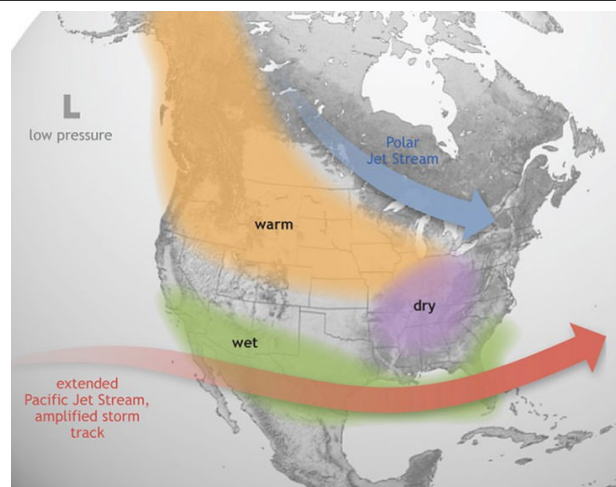 L
low pressure
Polar
Jet Stream
warm
dry
wet
extended
Pacific Jet Stream,
amplified storm
track